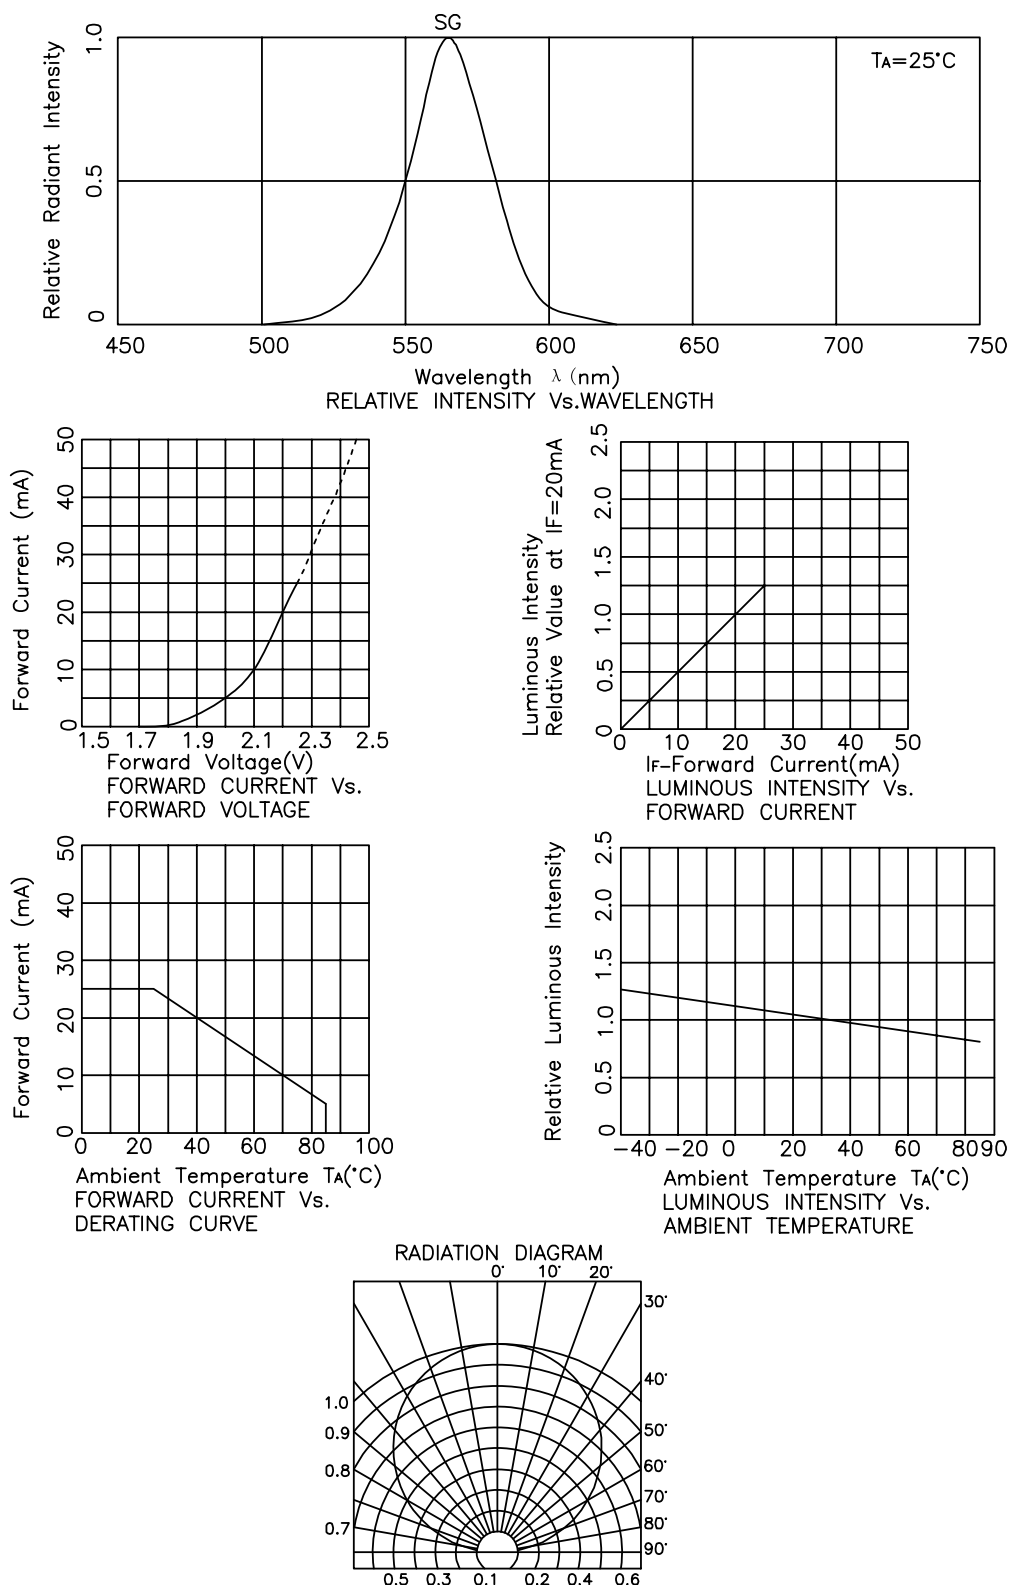 SG
TA=25°C
Relative Radiant Intensity
1.0
0.5
0
450 500 550 600 650 700 750
Wavelength λ (nm)
RELATIVE INTENSITY Vs.WAVELENGTH
Forward Current (mA)
50
40
30
20
10
0
1.5 1.7 1.9 2.1 2.3 2.5
Forward Voltage(V)
FORWARD CURRENT Vs.
FORWARD VOLTAGE
Luminous Intensity
Relative Value at IF=20mA
2.5
2.0
1.5
1.0
0.5
0
0 10 20 30 40 50
IF-Forward Current(mA)
LUMINOUS INTENSITY Vs.
FORWARD CURRENT
Forward Current (mA)
50
40
30
20
10
0
0 20 40 60 80 100
Ambient Temperature TA(°C)
FORWARD CURRENT Vs.
DERATING CURVE
Relative Luminous Intensity
2.5
2.0
1.5
1.0
0.5
0
-40 -20 0 20 40 60 80 90
Ambient Temperature TA(°C)
LUMINOUS INTENSITY Vs.
AMBIENT TEMPERATURE
RADIATION DIAGRAM
0° 10° 20°
30°
40°
50°
60°
70°
80°
90°
1.0
0.9
0.8
0.7
0.5 0.3 0.1 0.2 0.4 0.6